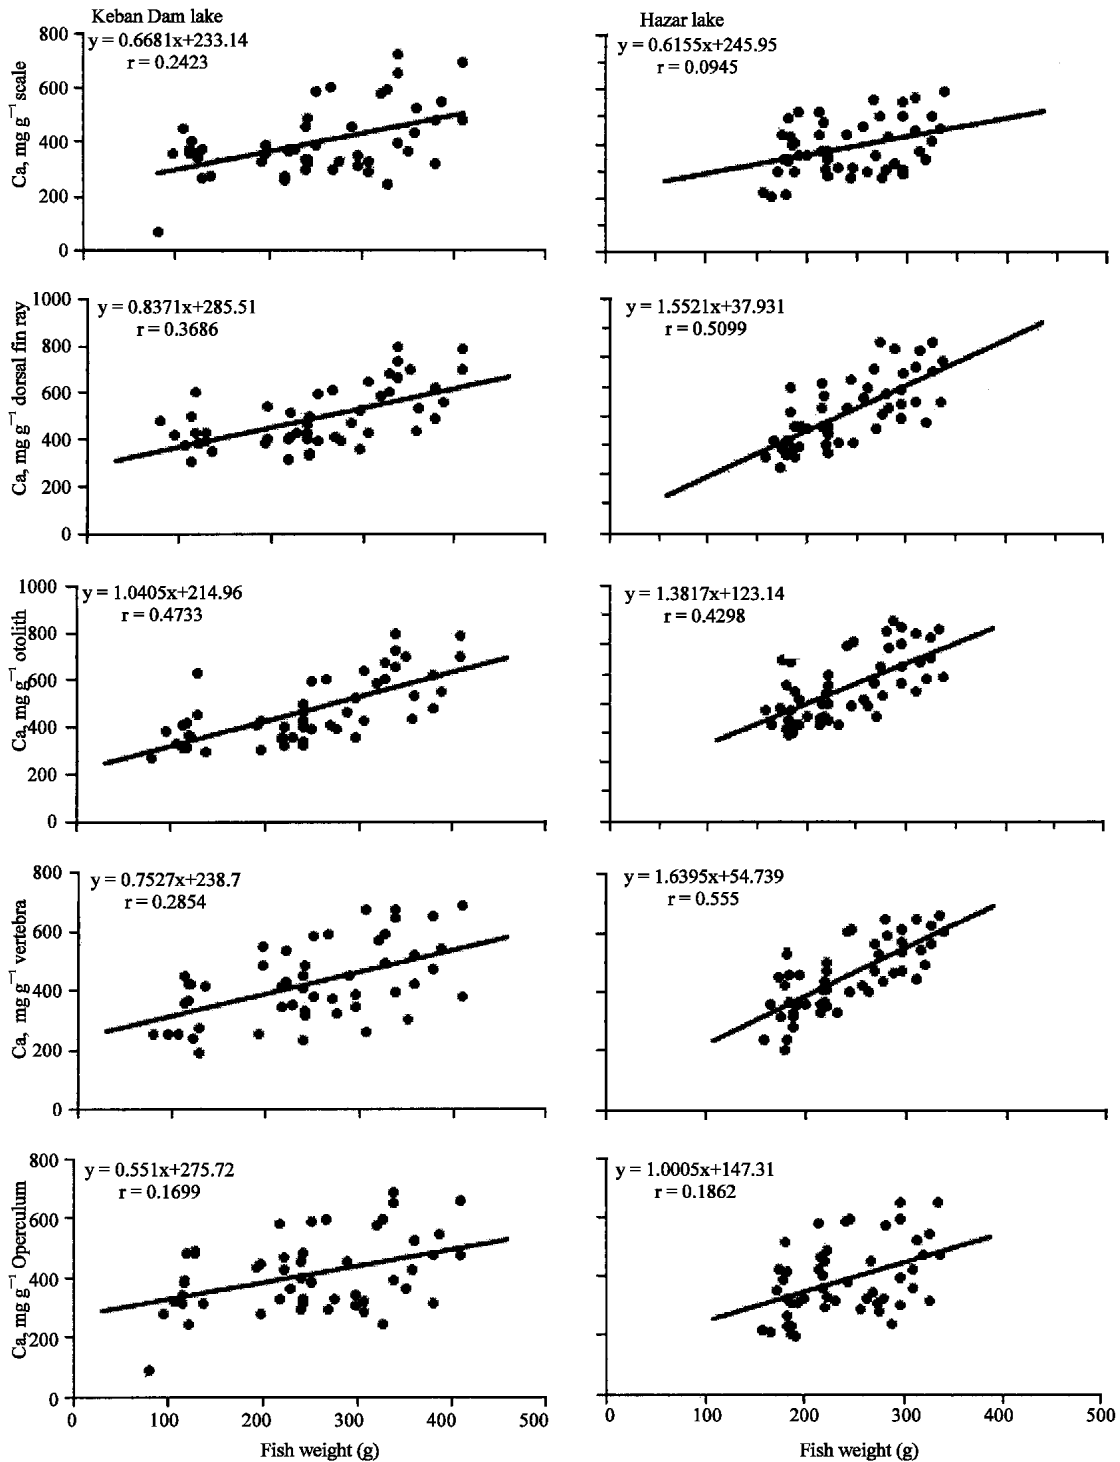 Keban Dam lake
Hazar lake
y = 0.6681x+233.14
r = 0.2423
Ca, mg g⁻¹ scale
800
600
400
200
0
y = 0.6155x+245.95
r = 0.0945
y = 0.8371x+285.51
r = 0.3686
Ca, mg g⁻¹ dorsal fin ray
1000
800
600
400
200
0
y = 1.5521x+37.931
r = 0.5099
y = 1.0405x+214.96
r = 0.4733
Ca, mg g⁻¹ otolith
1000
800
600
400
200
0
y = 1.3817x+123.14
r = 0.4298
y = 0.7527x+238.7
r = 0.2854
Ca, mg g⁻¹ vertebra
800
600
400
200
0
y = 1.6395x+54.739
r = 0.555
y = 0.551x+275.72
r = 0.1699
Ca, mg g⁻¹ Operculum
800
600
400
200
0
y = 1.0005x+147.31
r = 0.1862
0 100 200 300 400 500
Fish weight (g)
0 100 200 300 400 500
Fish weight (g)